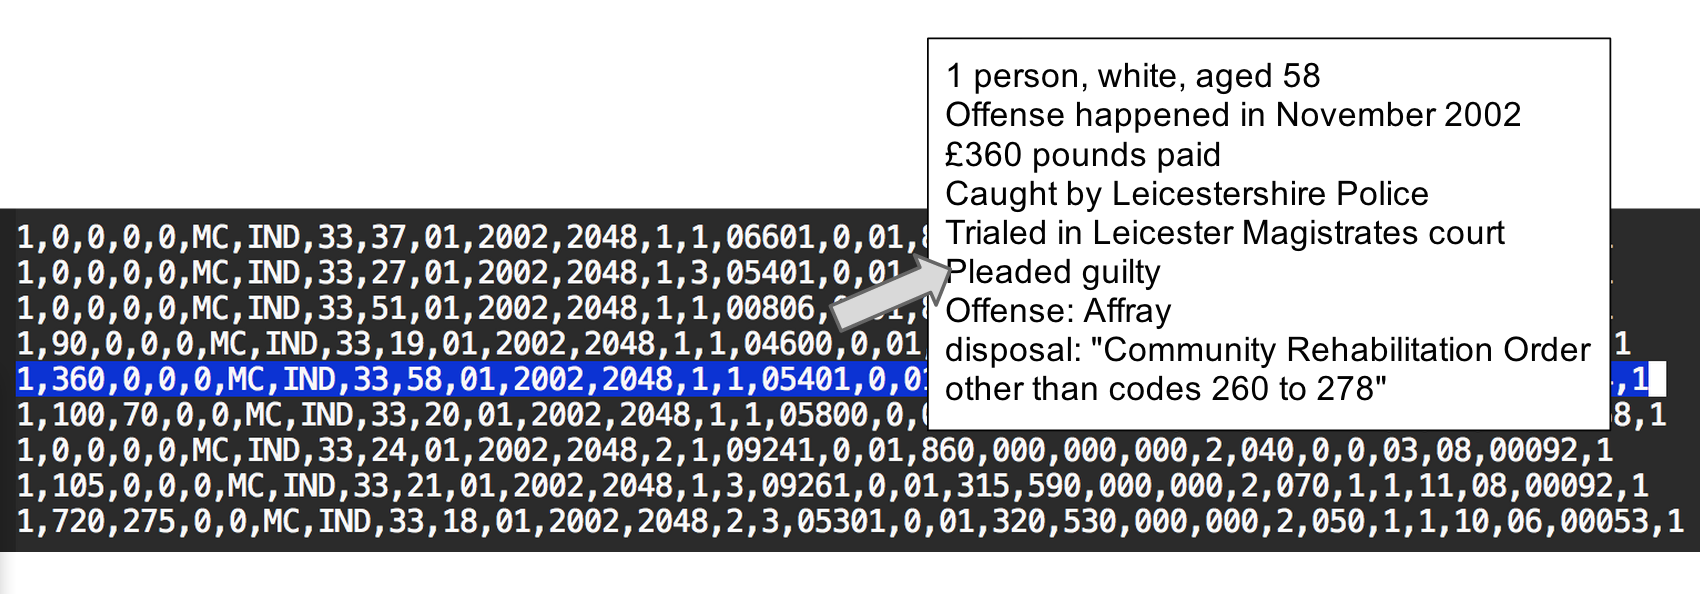 1 person, white, aged 58
Offense happened in November 2002
£360 pounds paid
Caught by Leicestershire Police
Trialed in Leicester Magistrates court
Pleaded guilty
Offense: Affray
disposal: "Community Rehabilitation Order
other than codes 260 to 278"
1,0,0,0,0,MC,IND,33,37,01,2002,2048,1,1,06601,0,01,
1,0,0,0,0,MC,IND,33,27,01,2002,2048,1,3,05401,0,01
1,0,0,0,0,MC,IND,33,51,01,2002,2048,1,1,00806,
1,90,0,0,0,MC,IND,33,19,01,2002,2048,1,1,04600,0,01, 1
1,360,0,0,0,MC,IND,33,58,01,2002,2048,1,1,05401,0,01 ,1
1,100,70,0,0,MC,IND,33,20,01,2002,2048,1,1,05800,0, 8,1
1,0,0,0,0,MC,IND,33,24,01,2002,2048,2,1,09241,0,01,860,000,000,000,2,040,0,0,03,08,00092,1
1,105,0,0,0,MC,IND,33,21,01,2002,2048,1,3,09261,0,01,315,590,000,000,2,070,1,1,11,08,00092,1
1,720,275,0,0,MC,IND,33,18,01,2002,2048,2,3,05301,0,01,320,530,000,000,2,050,1,1,10,06,00053,1